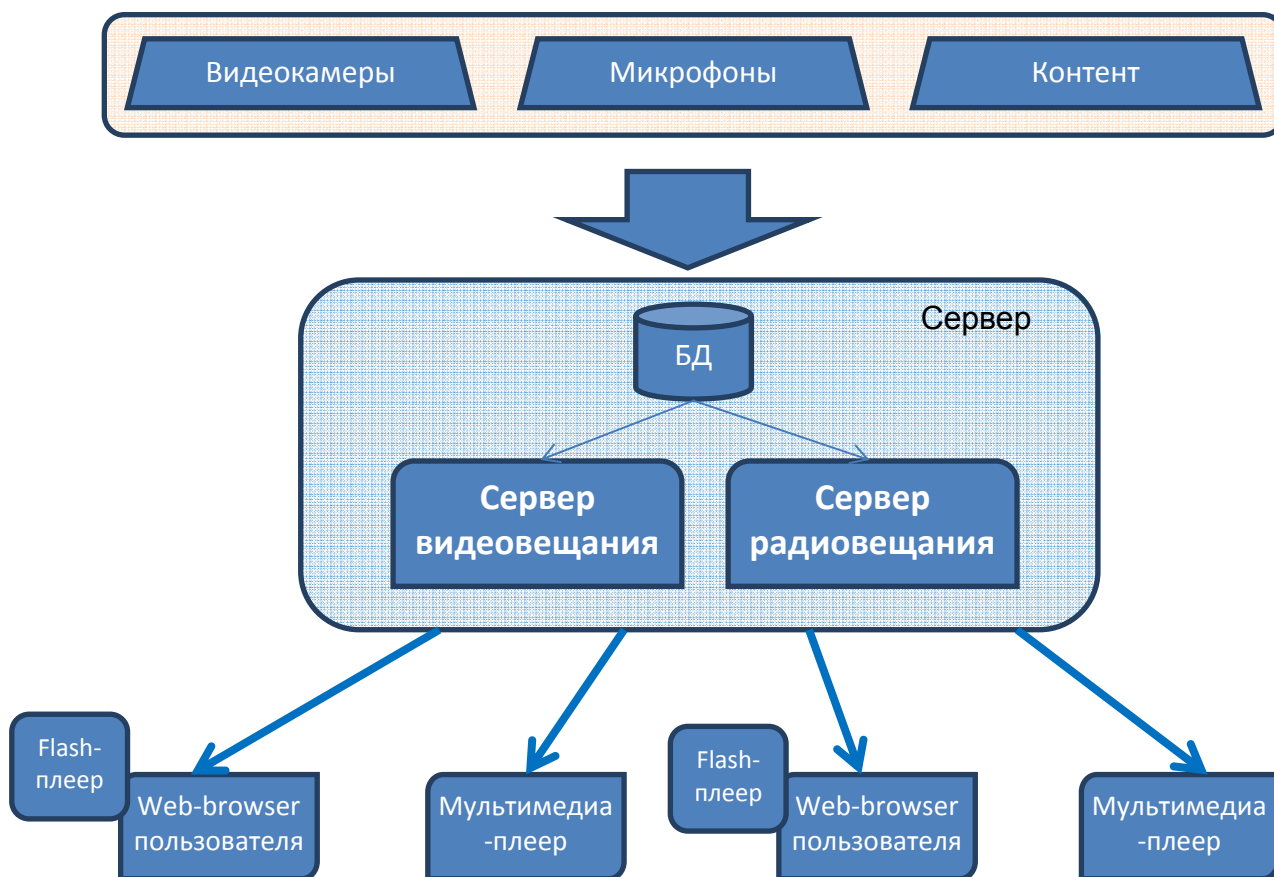 Видеокамеры
Микрофоны
Контент
Сервер
БД
Сервер
видеовещания
Сервер
радиовещания
Flash-
плеер
Web-browser
пользователя
Мультимедиа
-плеер
Flash-
плеер
Web-browser
пользователя
Мультимедиа
-плеер